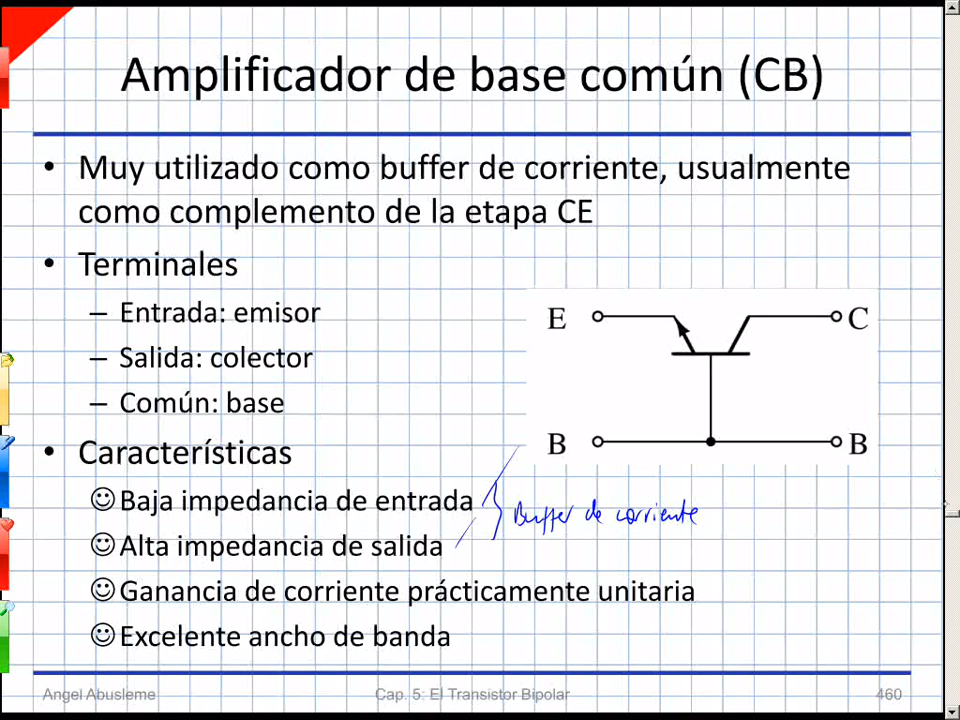 Amplificador de base común (CB)
• Muy utilizado como buffer de corriente, usualmente
como complemento de la etapa CE
• Terminales
– Entrada: emisor
– Salida: colector
– Común: base
E
C
B
B
• Características
☺Baja impedancia de entrada
Buffer de corriente
☺Alta impedancia de salida
☺Ganancia de corriente prácticamente unitaria
☺Excelente ancho de banda
Angel Abusleme
Cap. 5: El Transistor Bipolar
460